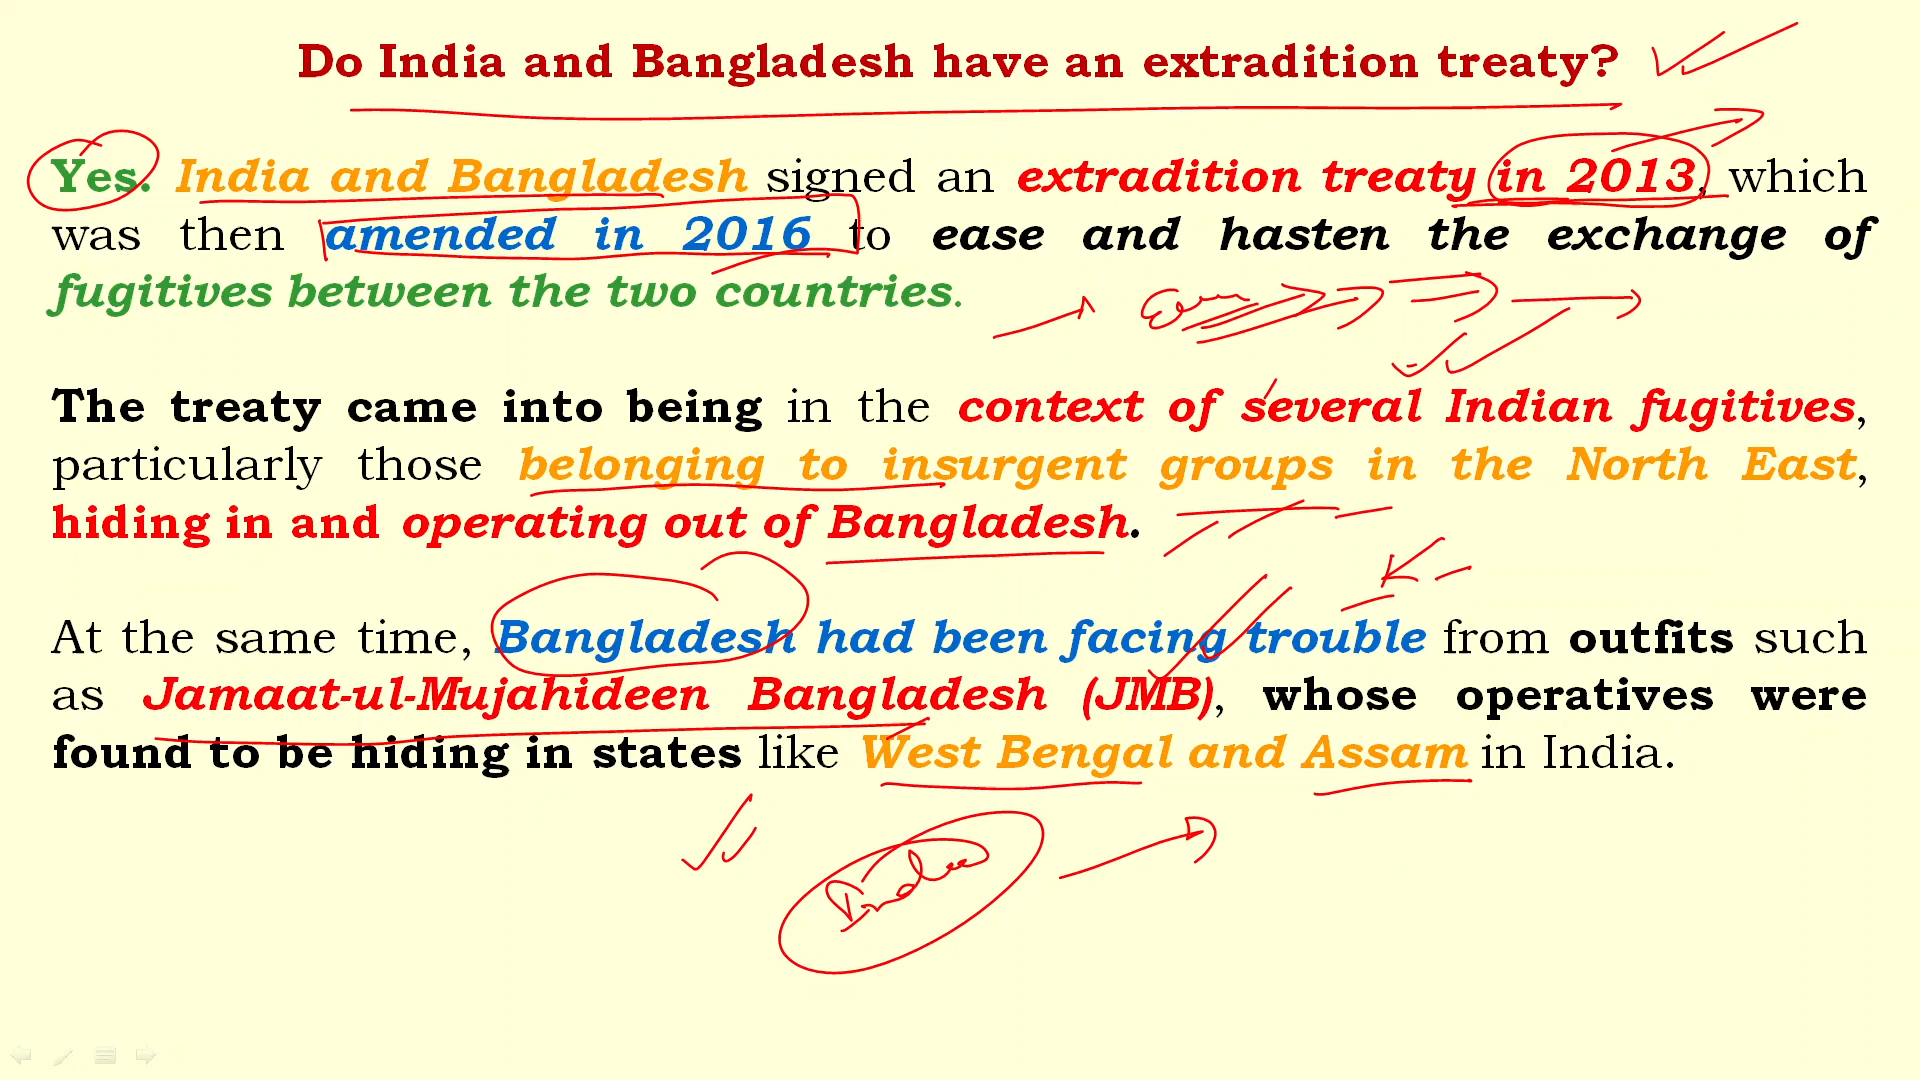 Do India and Bangladesh have an extradition treaty?
Yes. India and Bangladesh signed an extradition treaty in 2013, which
was then amended in 2016 to ease and hasten the exchange of
fugitives between the two countries.
The treaty came into being in the context of several Indian fugitives,
particularly those belonging to insurgent groups in the North East,
hiding in and operating out of Bangladesh.
At the same time, Bangladesh had been facing trouble from outfits such
as Jamaat-ul-Mujahideen Bangladesh (JMB), whose operatives were
found to be hiding in states like West Bengal and Assam in India.
India